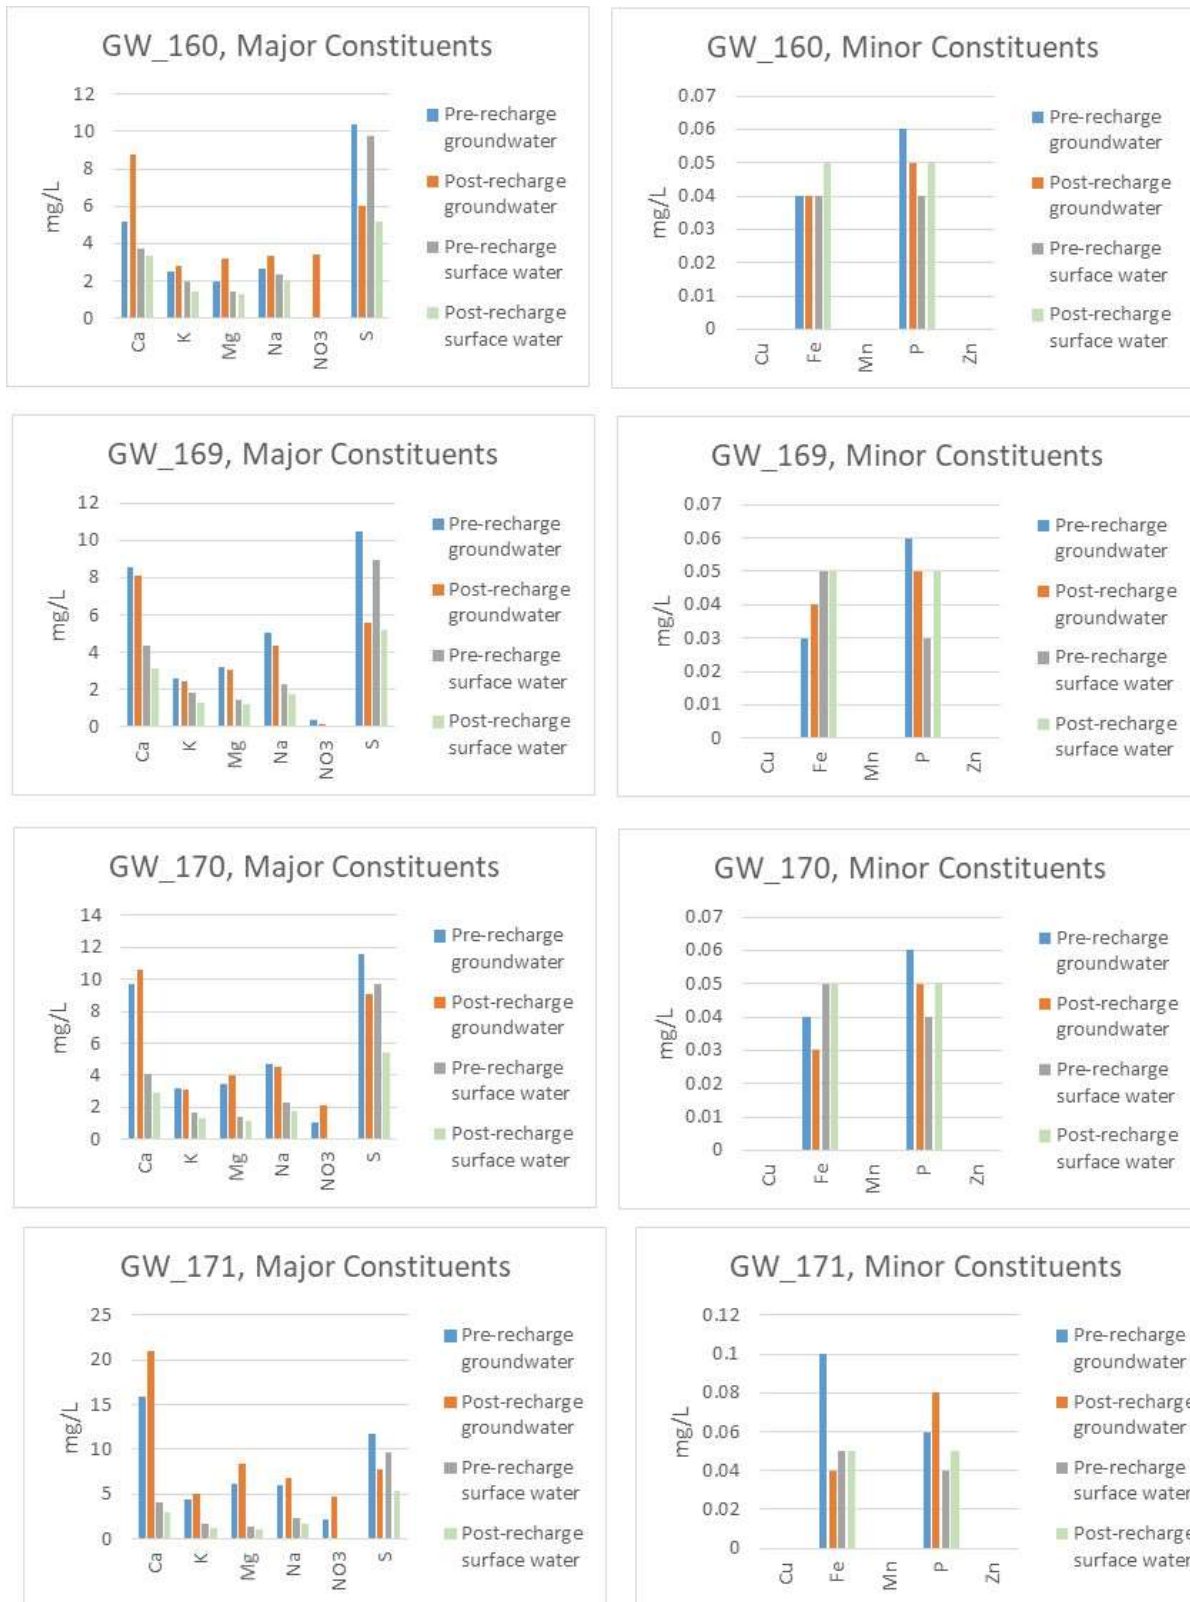 GW_160, Major Constituents
12
10
8
6
4
2
0
mg/L
Ca
K
Mg
Na
NO3
S
Pre-recharge
groundwater
Post-recharge
groundwater
Pre-recharge
surface water
Post-recharge
surface water
GW_160, Minor Constituents
0.07
0.06
0.05
0.04
0.03
0.02
0.01
0
mg/L
Cu
Fe
Mn
P
Zn
Pre-recharge
groundwater
Post-recharge
groundwater
Pre-recharge
surface water
Post-recharge
surface water
GW_169, Major Constituents
12
10
8
6
4
2
0
mg/L
Ca
K
Mg
Na
NO3
S
Pre-recharge
groundwater
Post-recharge
groundwater
Pre-recharge
surface water
Post-recharge
surface water
GW_169, Minor Constituents
0.07
0.06
0.05
0.04
0.03
0.02
0.01
0
mg/L
Cu
Fe
Mn
P
Zn
Pre-recharge
groundwater
Post-recharge
groundwater
Pre-recharge
surface water
Post-recharge
surface water
GW_170, Major Constituents
14
12
10
8
6
4
2
0
mg/L
Ca
K
Mg
Na
NO3
S
Pre-recharge
groundwater
Post-recharge
groundwater
Pre-recharge
surface water
Post-recharge
surface water
GW_170, Minor Constituents
0.07
0.06
0.05
0.04
0.03
0.02
0.01
0
mg/L
Cu
Fe
Mn
P
Zn
Pre-recharge
groundwater
Post-recharge
groundwater
Pre-recharge
surface water
Post-recharge
surface water
GW_171, Major Constituents
25
20
15
10
5
0
mg/L
Ca
K
Mg
Na
NO3
S
Pre-recharge
groundwater
Post-recharge
groundwater
Pre-recharge
surface water
Post-recharge
surface water
GW_171, Minor Constituents
0.12
0.1
0.08
0.06
0.04
0.02
0
mg/L
Cu
Fe
Mn
P
Zn
Pre-recharge
groundwater
Post-recharge
groundwater
Pre-recharge
surface water
Post-recharge
surface water